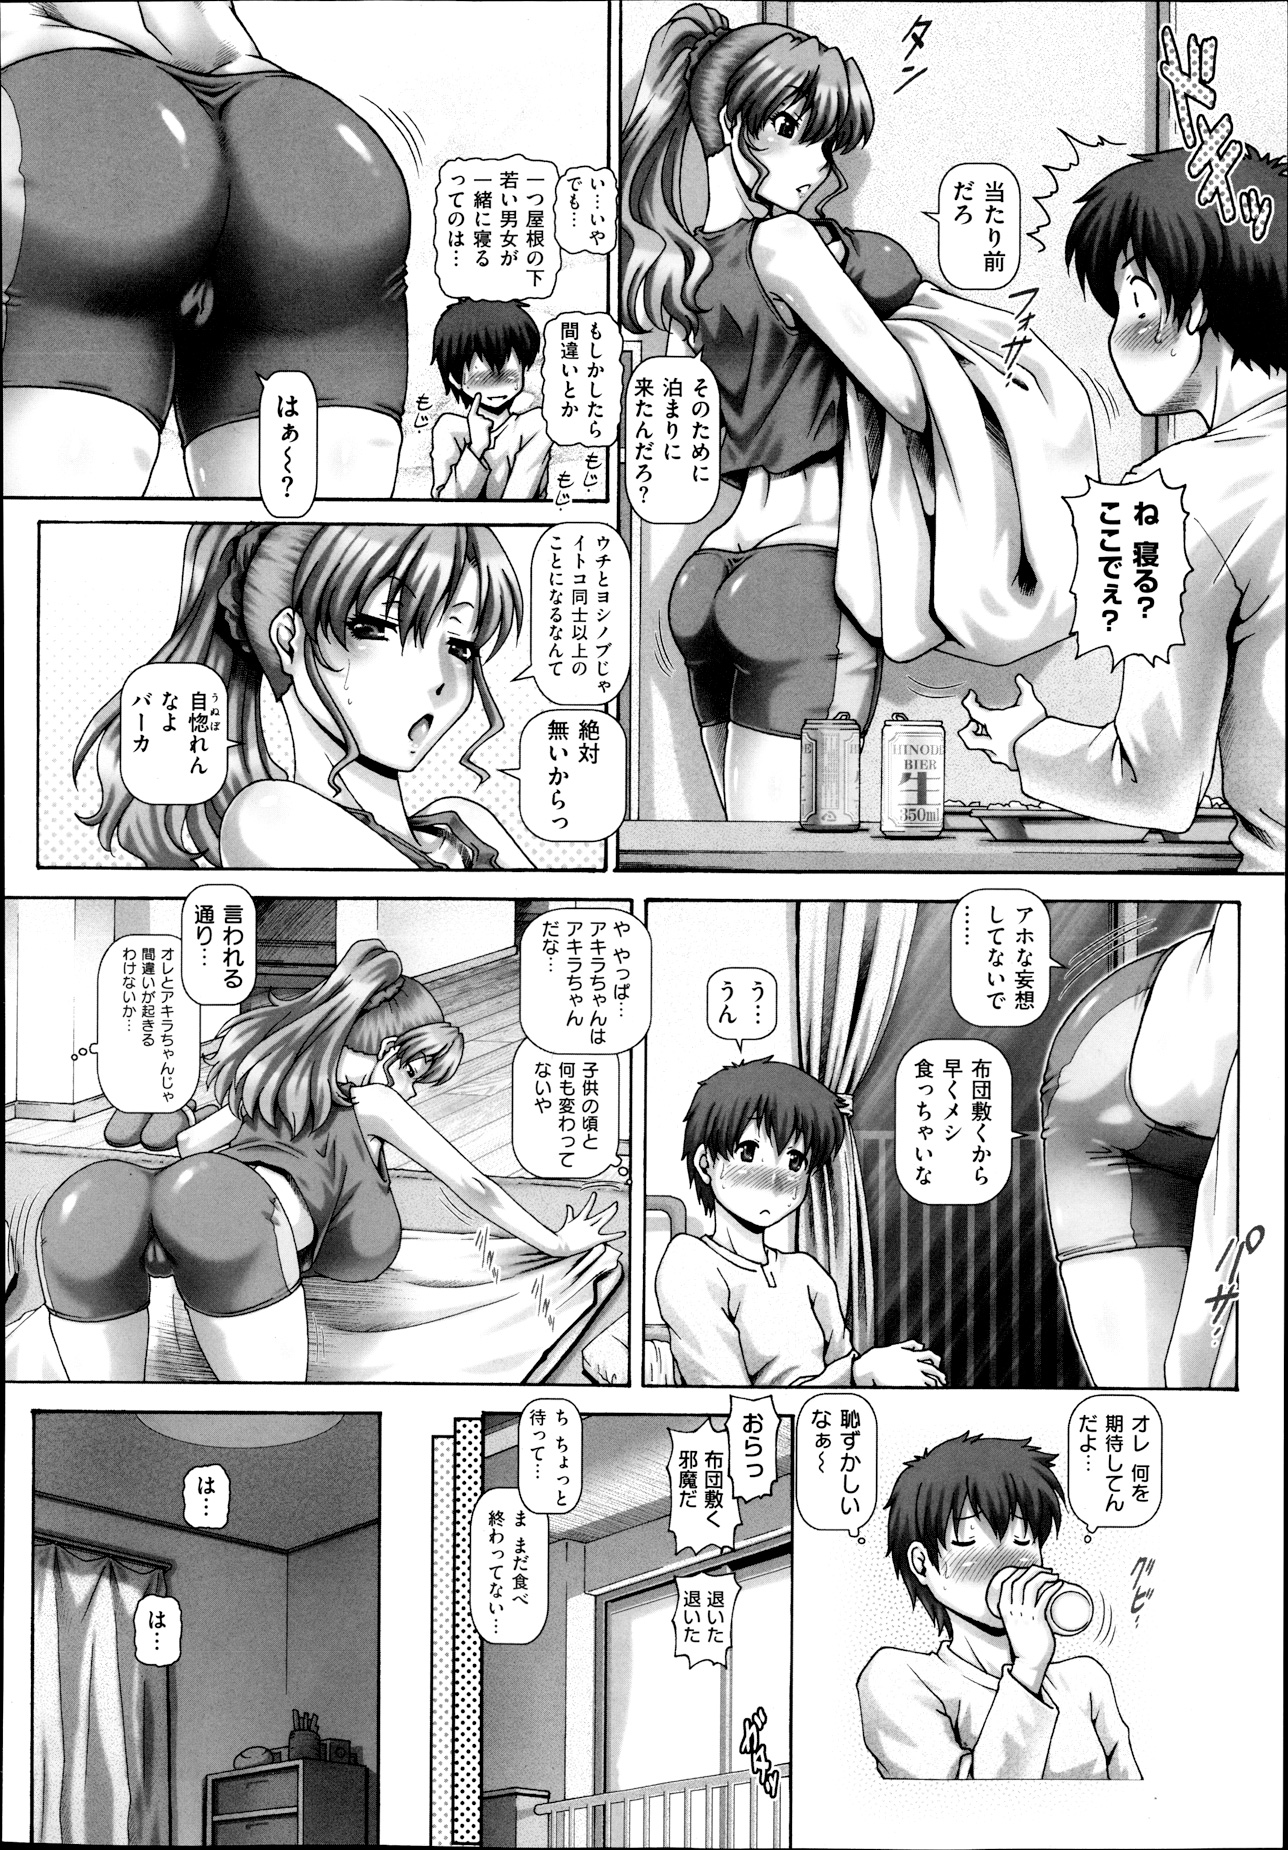 ドキ
ドキッ
タン
ね 寝る?
ここでぇ?
当たり前
だろ
フォ
そのために
泊まりに
来たんだろ?
HINODE
BIER
生
350ml
い…いや
でも…
一つ屋根の下
若い男女が
一緒に寝る
ってのは…
もしかしたら
間違いとか
もじ
もじ
もじ
はぁ〜〜?
ウチとヨシノブじゃ
イトコ同士以上の
ことになるなんて
絶対
無いからっ
自惚れん
うぬぼ
なよ
バーカ
アホな妄想
してないで
……
布団敷くから
早くメシ
食っちゃいな
う…
うん
パサ…
や やっぱ…
アキラちゃんは
アキラちゃん
だな…
子供の頃と
何も変わって
ないや
言われる
通り…
オレとアキラちゃんじゃ
間違いが起きる
わけないか…
オレ 何を
期待してん
だよ…
恥ずかしい
なぁ〜
グビ
おらっ
布団敷く
邪魔だ
退いた
退いた
ち ちょっと
待って…
ま まだ食べ
終わってない…
ガタッ
は…
は…